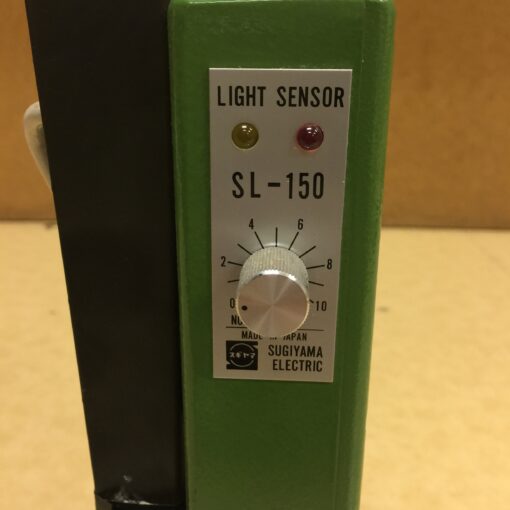 LIGHT SENSOR
SL-150
4 6
2 8
0 10
MADE IN JAPAN
スギヤマ
SUGIYAMA
ELECTRIC